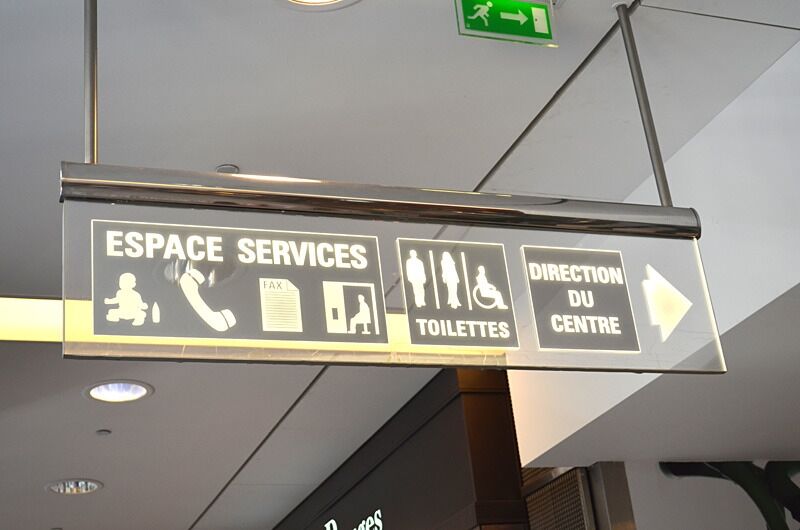 ESPACE SERVICES
FAX
TOILETTES
DIRECTION
DU
CENTRE